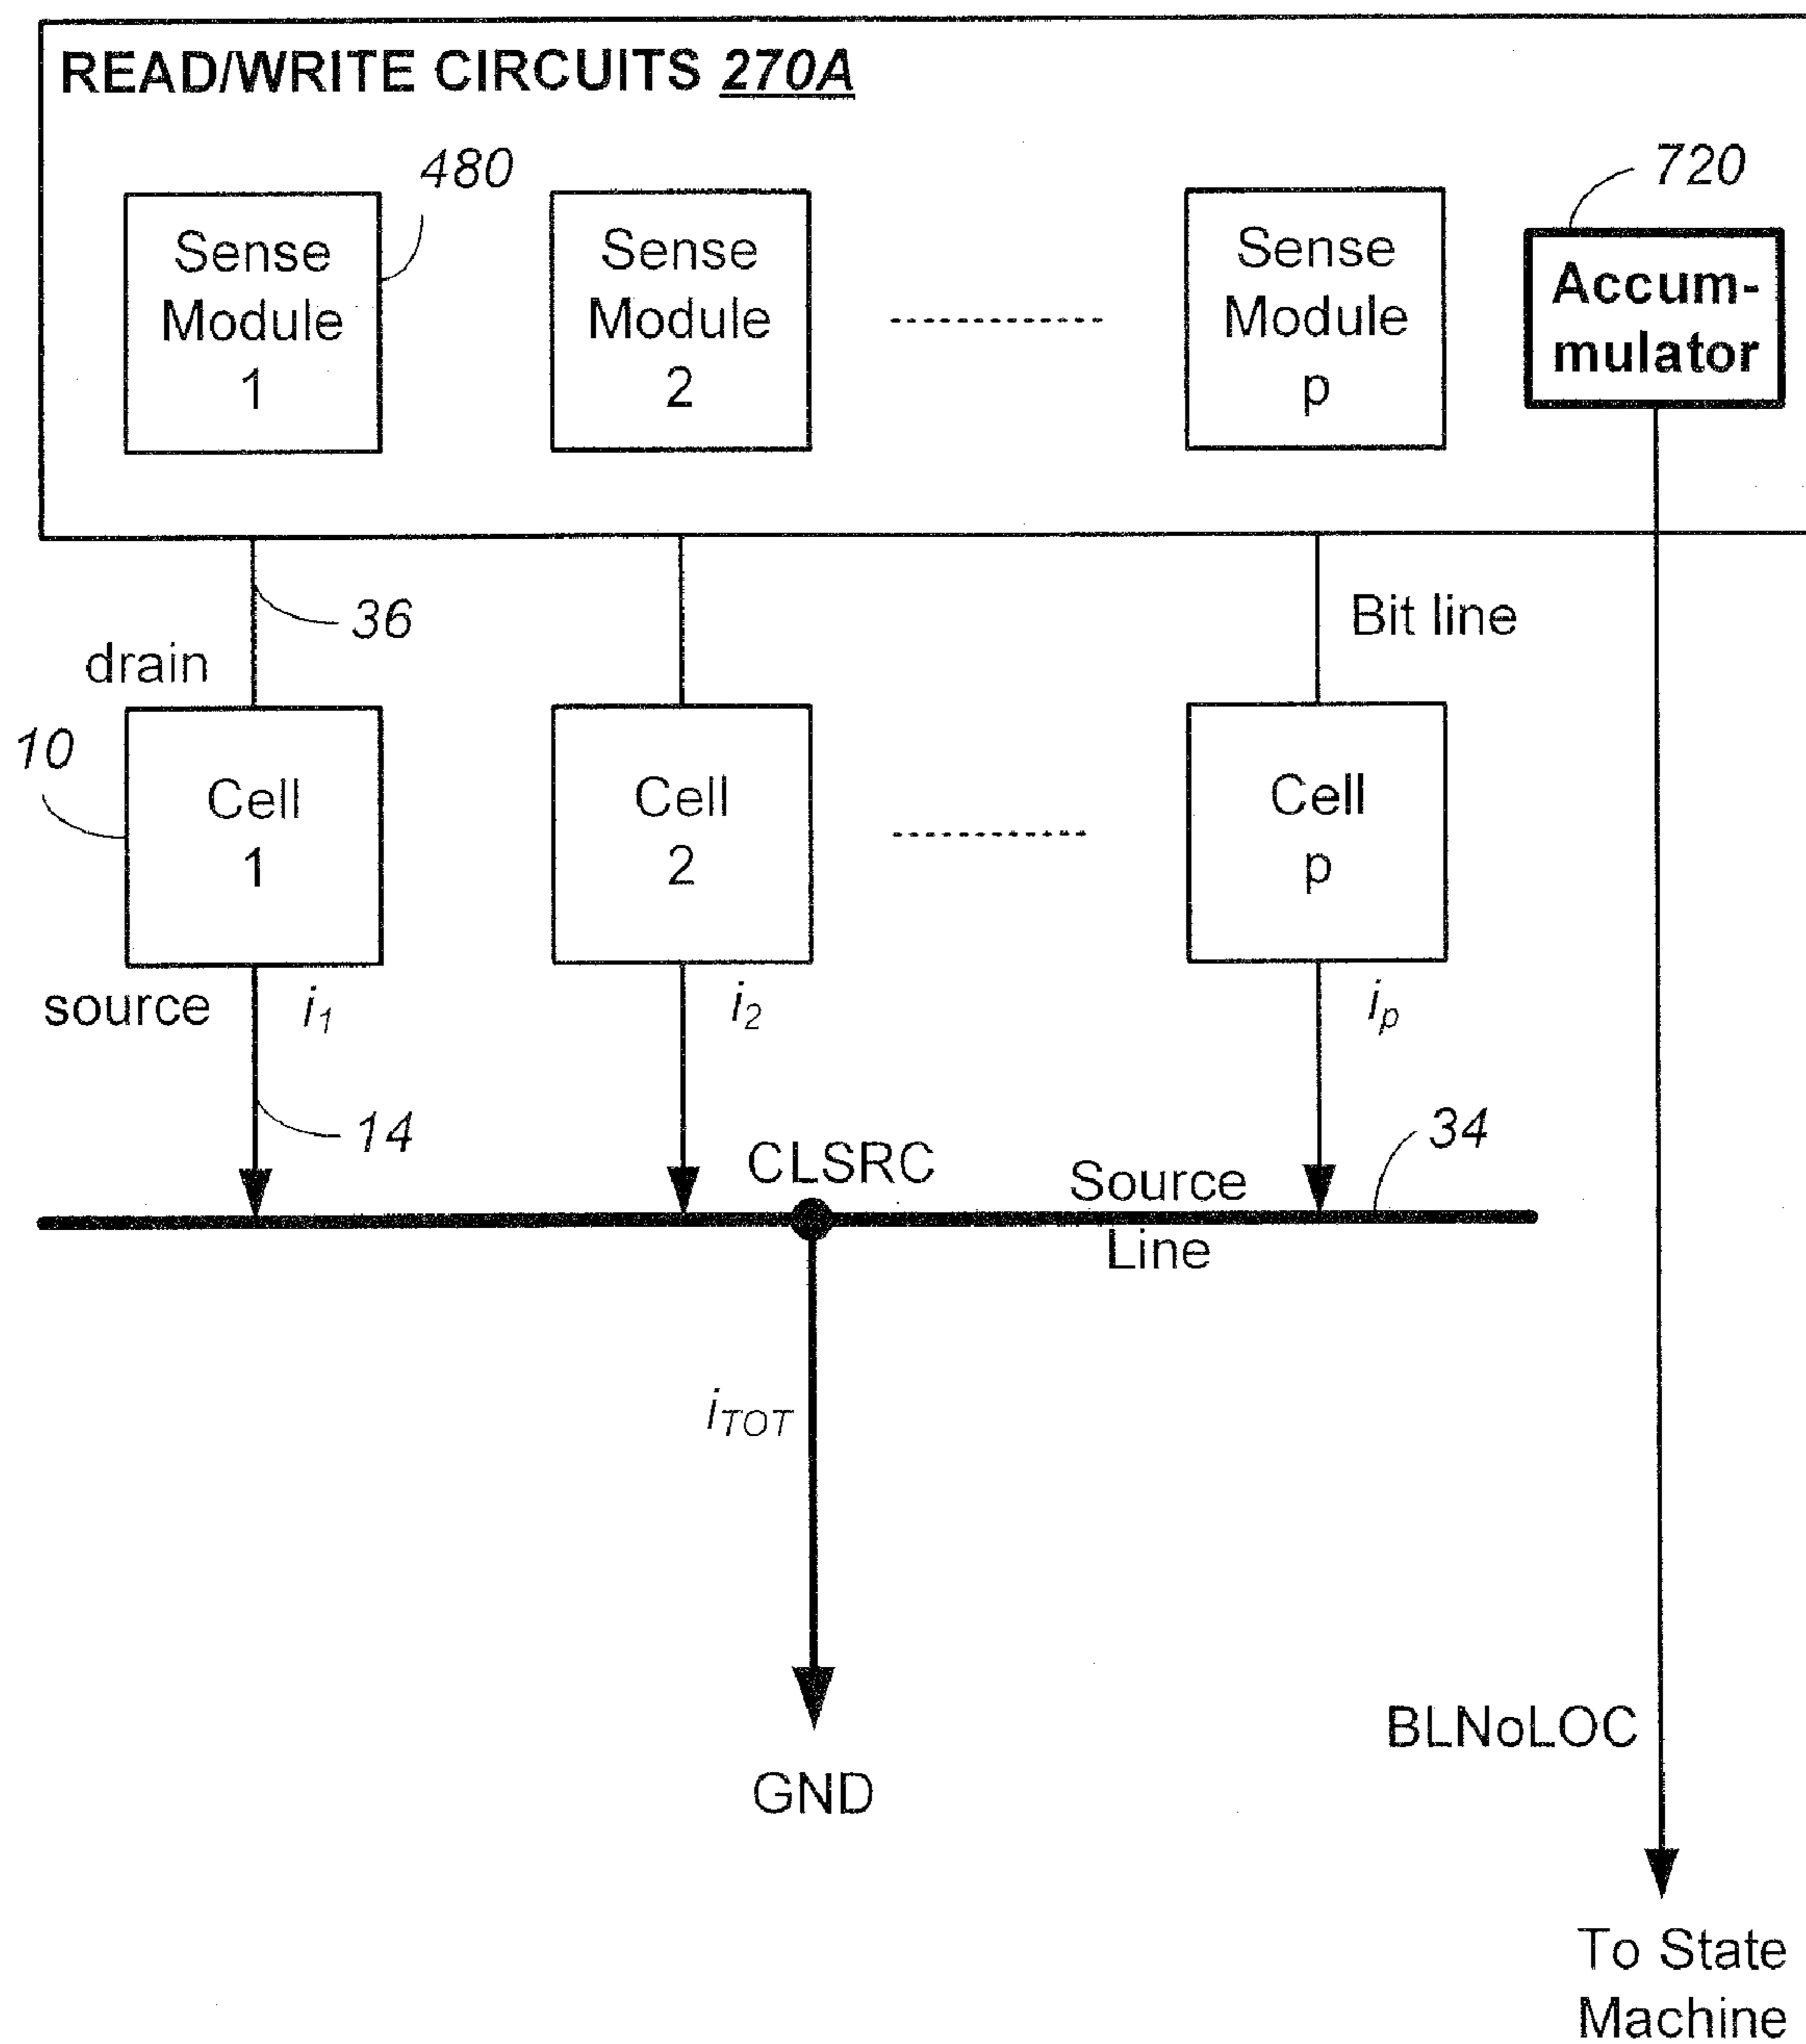 READ/WRITE CIRCUITS 270A
480
720
Sense
Module
1
Sense
Module
2
Sense
Module
p
Accum-
mulator
36
Bit line
drain
10
Cell
1
Cell
2
Cell
p
source
i1
i2
ip
14
34
CLSRC
Source
Line
iTOT
BLNoLOC
GND
To State
Machine